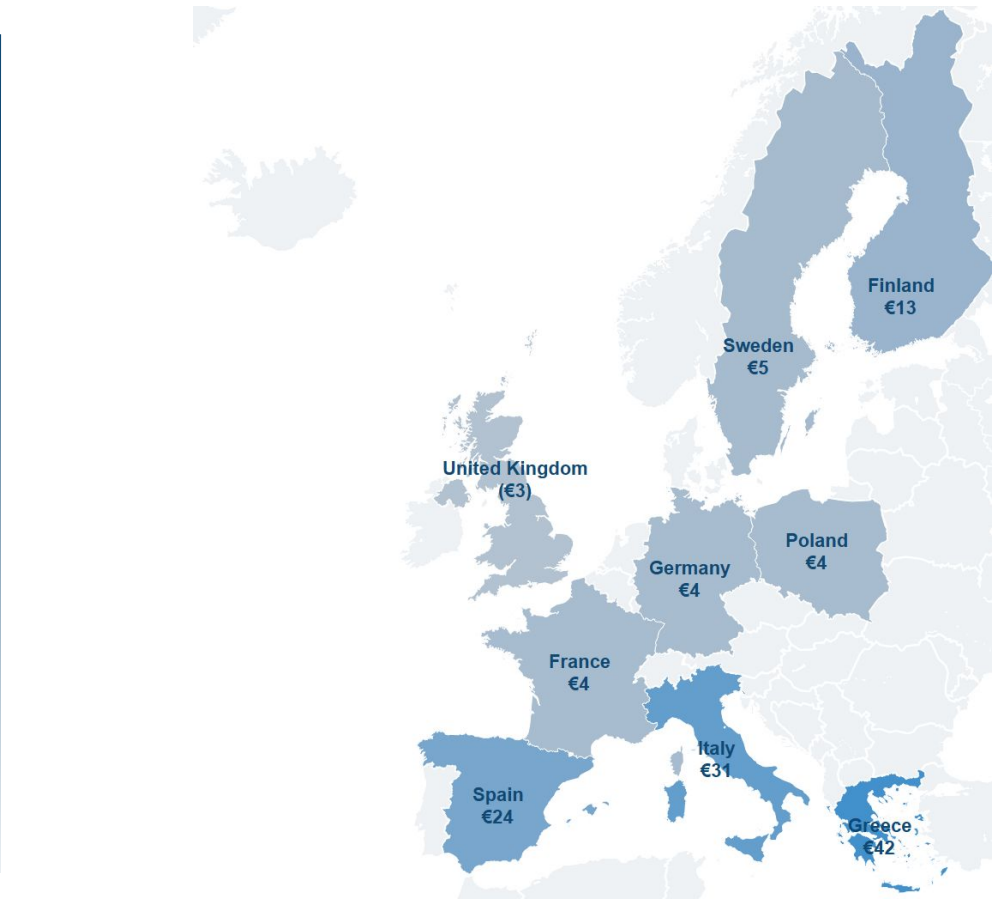 Finland
€13
Sweden
€5
United Kingdom
(€3)
Poland
€4
Germany
€4
France
€4
Italy
€31
Spain
€24
Greece
€42